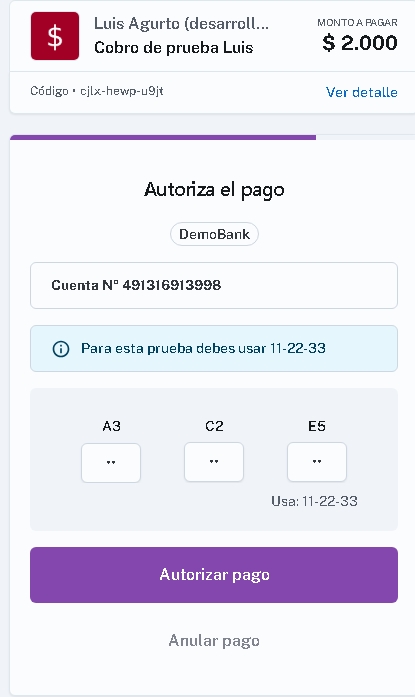 $
Luis Agurto (desarroll...
MONTO A PAGAR
Cobro de prueba Luis
$ 2.000
Código • cjlx-hewp-u9jt
Ver detalle
Autoriza el pago
DemoBank
Cuenta N° 491316913998
Para esta prueba debes usar 11-22-33
A3 C2 E5
•• •• ••
Usa: 11-22-33
Autorizar pago
Anular pago